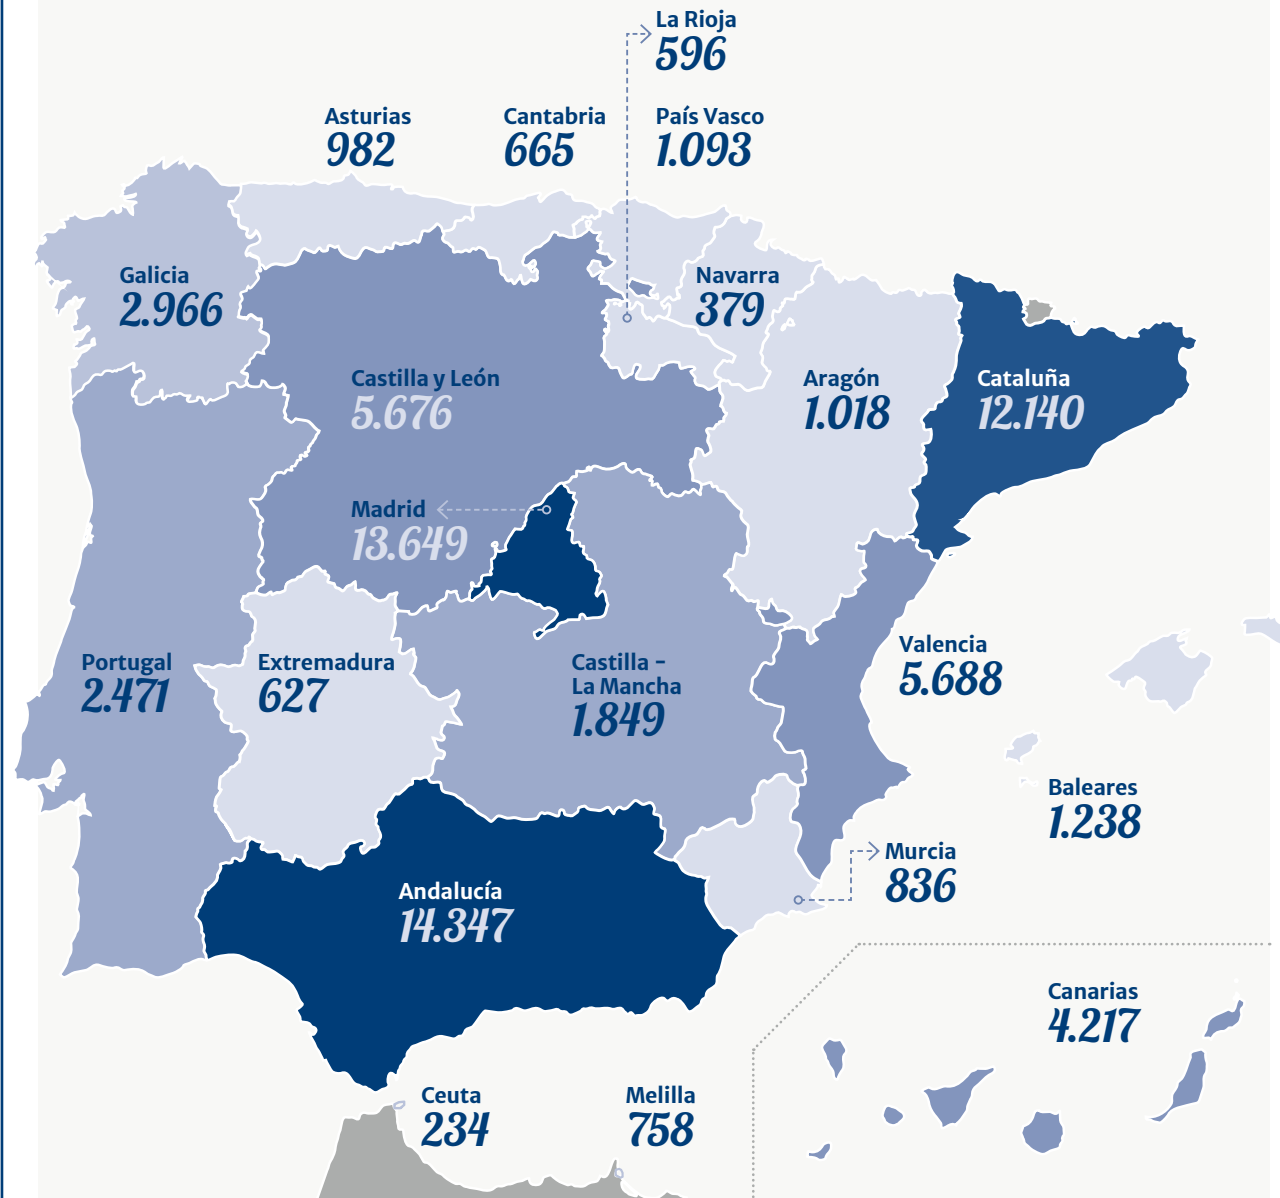 La Rioja
596
Asturias
982
Cantabria
665
País Vasco
1.093
Galicia
2.966
Navarra
379
Castilla y León
5.676
Aragón
1.018
Cataluña
12.140
Madrid
13.649
Portugal
2.471
Extremadura
627
Castilla -
La Mancha
1.849
Valencia
5.688
Baleares
1.238
Murcia
836
Andalucía
14.347
Canarias
4.217
Ceuta
234
Melilla
758